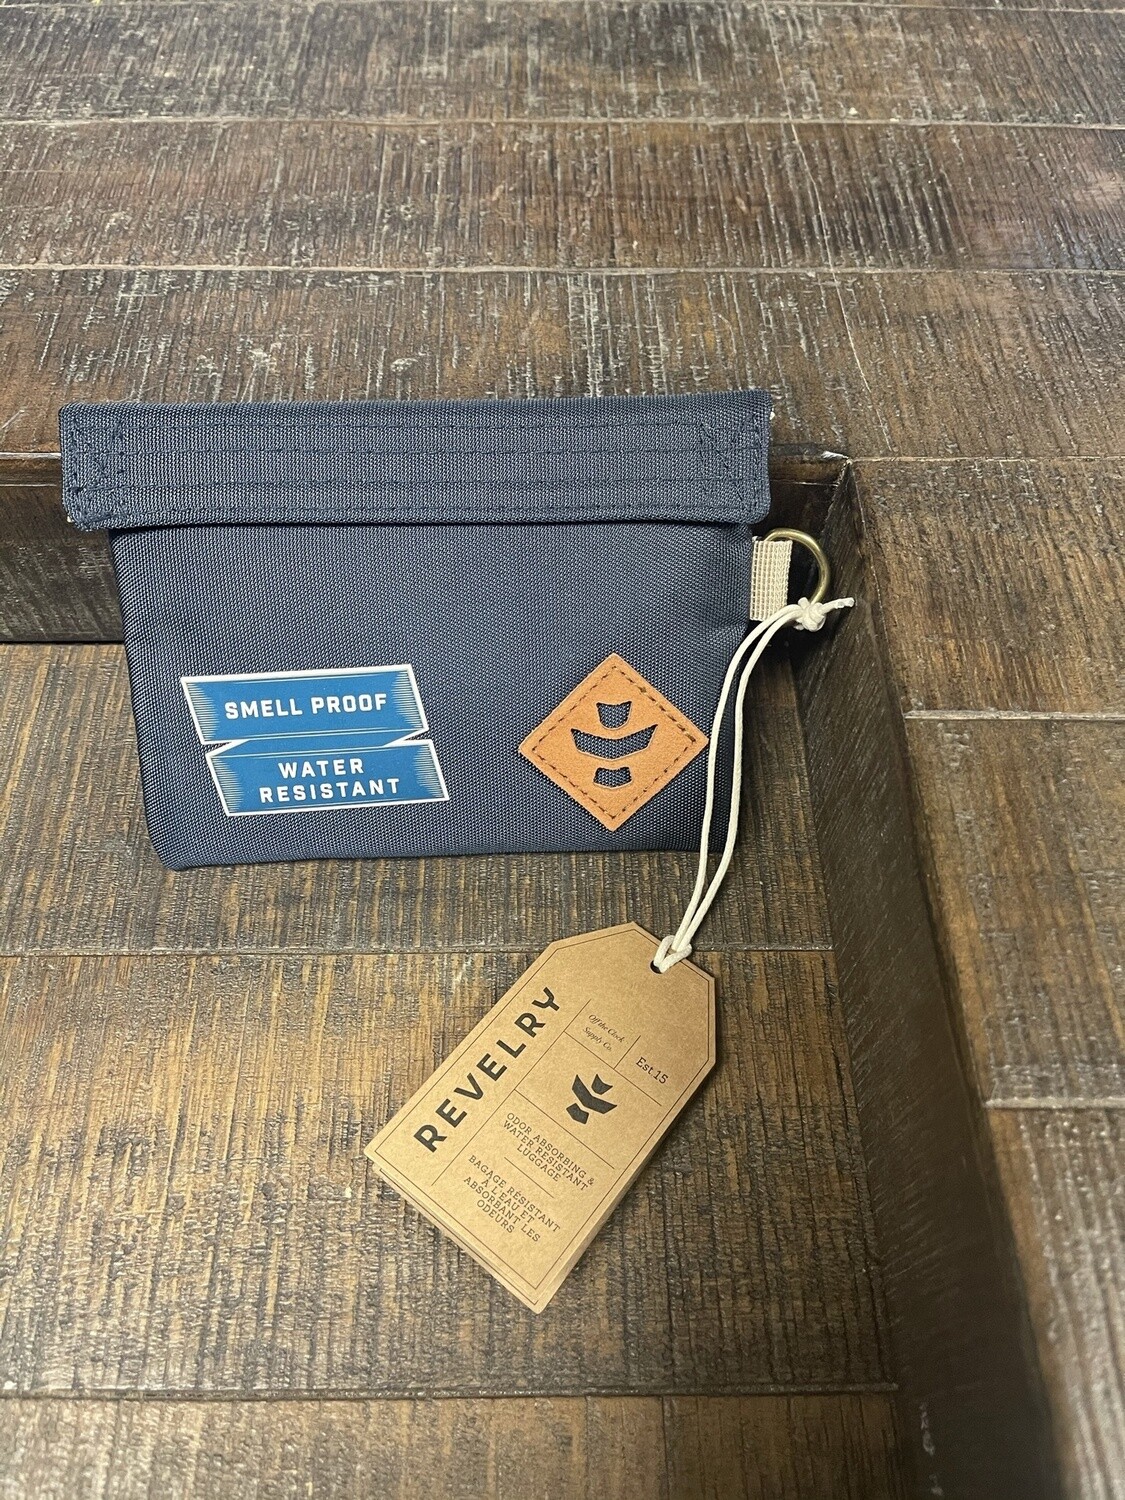 SMELL PROOF
WATER
RESISTANT
REVELRY
Off the Clock
Supply Co.
Est.15
ODOR ABSORBING &
WATER RESISTANT
LUGGAGE
BAGAGE RÉSISTANT
À L'EAU ET
ABSORBANT LES
ODEURS